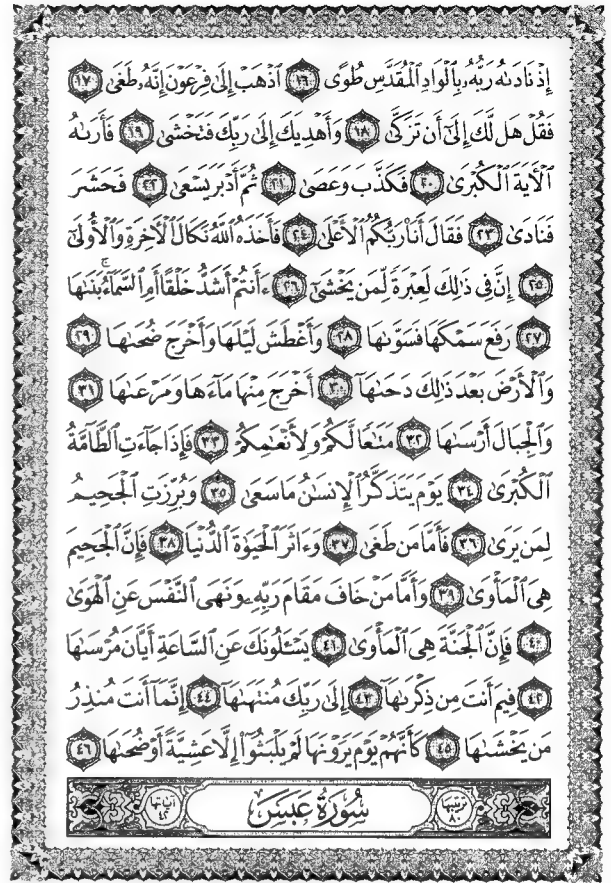 إِذْ نَادَىٰهُ رَبُّهُۥ بِٱلْوَادِ ٱلْمُقَدَّسِ طُوًى ١٦ ٱذْهَبْ إِلَىٰ فِرْعَوْنَ إِنَّهُۥ طَغَىٰ ١٧
فَقُلْ هَل لَّكَ إِلَىٰٓ أَن تَزَكَّىٰ ١٨ وَأَهْدِيَكَ إِلَىٰ رَبِّكَ فَتَخْشَىٰ ١٩ فَأَرَىٰهُ
ٱلْـَٔايَةَ ٱلْكُبْرَىٰ ٢٠ فَكَذَّبَ وَعَصَىٰ ٢١ ثُمَّ أَدْبَرَ يَسْعَىٰ ٢٢ فَحَشَرَ
فَنَادَىٰ ٢٣ فَقَالَ أَنَا۠ رَبُّكُمُ ٱلْأَعْلَىٰ ٢٤ فَأَخَذَهُ ٱللَّهُ نَكَالَ ٱلْـَٔاخِرَةِ وَٱلْأُولَىٰٓ
٢٥ إِنَّ فِى ذَٰلِكَ لَعِبْرَةً لِّمَن يَخْشَىٰٓ ٢٦ ءَأَنتُمْ أَشَدُّ خَلْقًا أَمِ ٱلسَّمَآءُ ۚ بَنَىٰهَا
٢٧ رَفَعَ سَمْكَهَا فَسَوَّىٰهَا ٢٨ وَأَغْطَشَ لَيْلَهَا وَأَخْرَجَ ضُحَىٰهَا ٢٩
وَٱلْأَرْضَ بَعْدَ ذَٰلِكَ دَحَىٰهَآ ٣٠ أَخْرَجَ مِنْهَا مَآءَهَا وَمَرْعَىٰهَا ٣١
وَٱلْجِبَالَ أَرْسَىٰهَا ٣٢ مَتَٰعًا لَّكُمْ وَلِأَنْعَٰمِكُمْ ٣٣ فَإِذَا جَآءَتِ ٱلطَّآمَّةُ
ٱلْكُبْرَىٰ ٣٤ يَوْمَ يَتَذَكَّرُ ٱلْإِنسَٰنُ مَا سَعَىٰ ٣٥ وَبُرِّزَتِ ٱلْجَحِيمُ
لِمَن يَرَىٰ ٣٦ فَأَمَّا مَن طَغَىٰ ٣٧ وَءَاثَرَ ٱلْحَيَوٰةَ ٱلدُّنْيَا ٣٨ فَإِنَّ ٱلْجَحِيمَ
هِىَ ٱلْمَأْوَىٰ ٣٩ وَأَمَّا مَنْ خَافَ مَقَامَ رَبِّهِۦ وَنَهَى ٱلنَّفْسَ عَنِ ٱلْهَوَىٰ
٤٠ فَإِنَّ ٱلْجَنَّةَ هِىَ ٱلْمَأْوَىٰ ٤١ يَسْـَٔلُونَكَ عَنِ ٱلسَّاعَةِ أَيَّانَ مُرْسَىٰهَا
٤٢ فِيمَ أَنتَ مِن ذِكْرَىٰهَآ ٤٣ إِلَىٰ رَبِّكَ مُنتَهَىٰهَآ ٤٤ إِنَّمَآ أَنتَ مُنذِرُ
مَن يَخْشَىٰهَا ٤٥ كَأَنَّهُمْ يَوْمَ يَرَوْنَهَا لَمْ يَلْبَثُوٓا۟ إِلَّا عَشِيَّةً أَوْ ضُحَىٰهَا ٤٦
ترتيبها ٨٠ سُورَةُ عَبَسَ آياتها ٤٢